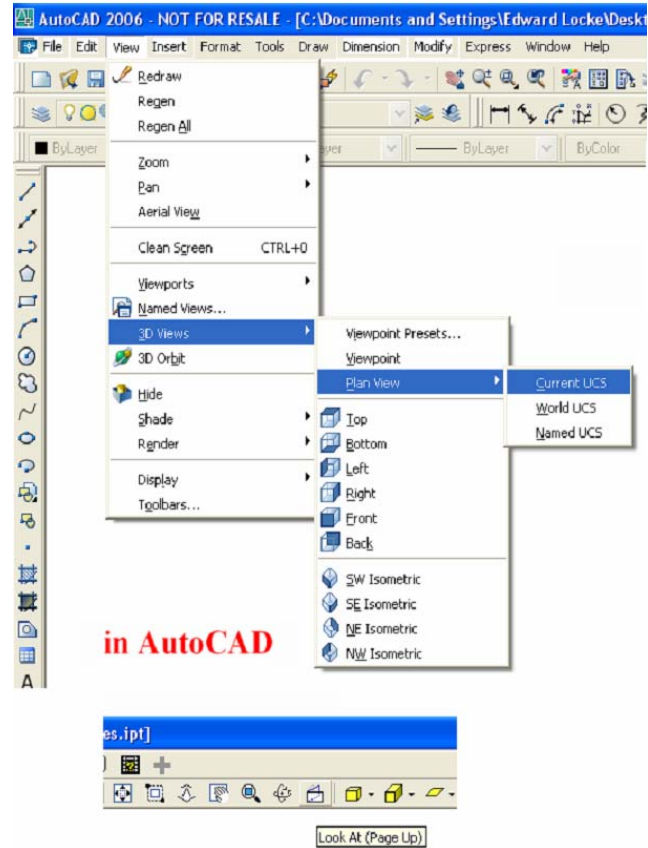 AutoCAD 2006 - NOT FOR RESALE - [C:\Documents and Settings\Edward Locke\Deskt
File Edit View Insert Format Tools Draw Dimension Modify Express Window Help
Redraw
Regen
Regen All
ByLayer
ByLayer
ByColor
Zoom
Pan
Aerial View
Clean Screen CTRL+0
Viewports
Named Views...
3D Views
3D Orbit
Hide
Shade
Render
Display
Toolbars...
Viewpoint Presets...
Viewpoint
Plan View
Top
Bottom
Left
Right
Front
Back
SW Isometric
SE Isometric
NE Isometric
NW Isometric
Current UCS
World UCS
Named UCS
A
in AutoCAD
es.ipt]
Look At (Page Up)